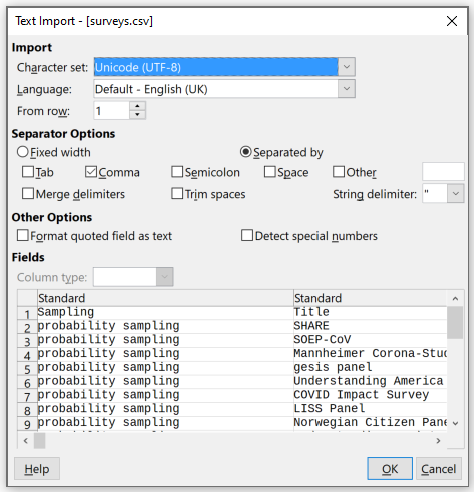 Text Import - [surveys.csv]
Import
Character set: Unicode (UTF-8)
Language: Default - English (UK)
From row: 1
Separator Options
Fixed width Separated by
Tab Comma Semicolon Space Other
Merge delimiters Trim spaces String delimiter: "
Other Options
Format quoted field as text Detect special numbers
Fields
Column type:
Standard Standard
1 Sampling Title
2 probability sampling SHARE
3 probability sampling SOEP-CoV
4 probability sampling Mannheimer Corona-Stud
5 probability sampling gesis panel
6 probability sampling Understanding America
7 probability sampling COVID Impact Survey
8 probability sampling LISS Panel
9 probability sampling Norwegian Citizen Pane
Help OK Cancel